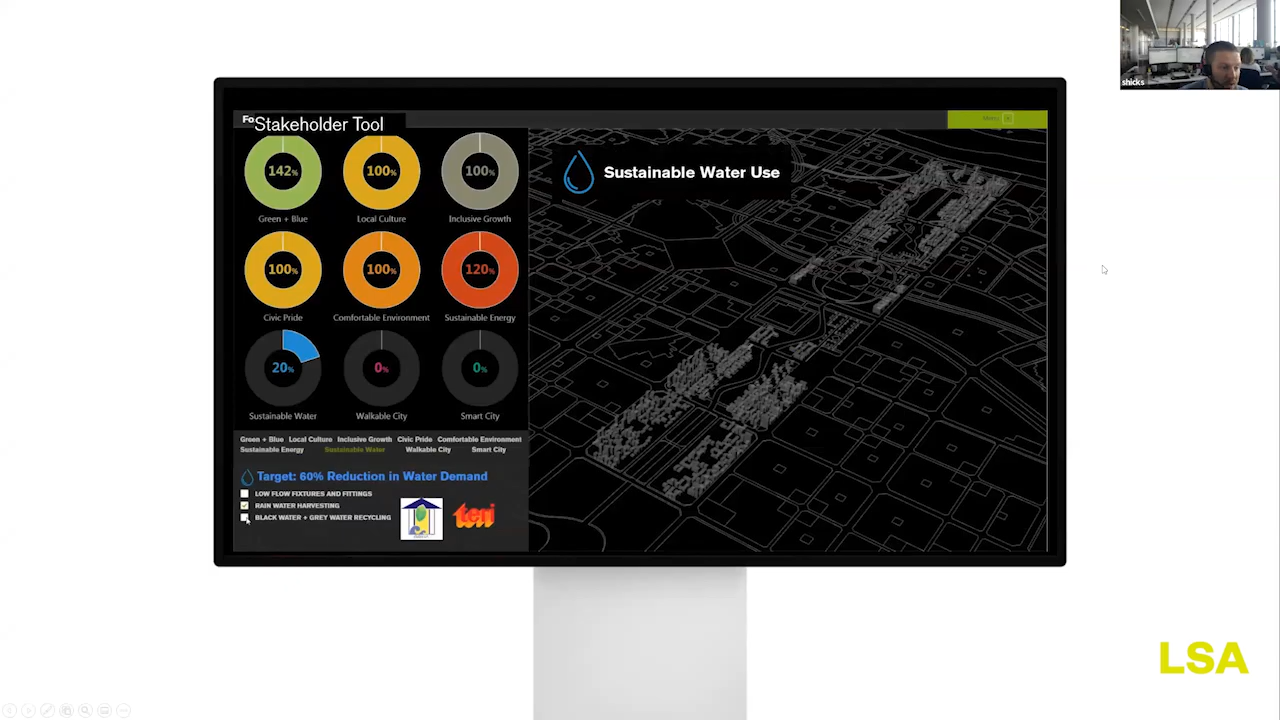 shicks
Fo
Stakeholder Tool
Menu
142%
100%
100%
Green + Blue
Local Culture
Inclusive Growth
Sustainable Water Use
100%
100%
120%
Civic Pride
Comfortable Environment
Sustainable Energy
20%
0%
0%
Sustainable Water
Walkable City
Smart City
Green + Blue Local Culture Inclusive Growth Civic Pride Comfortable Environment
Sustainable Energy Sustainable Water Walkable City Smart City
Target: 60% Reduction in Water Demand
LOW FLOW FIXTURES AND FITTINGS
RAIN WATER HARVESTING
BLACK WATER + GREY WATER RECYCLING
teri
LSA